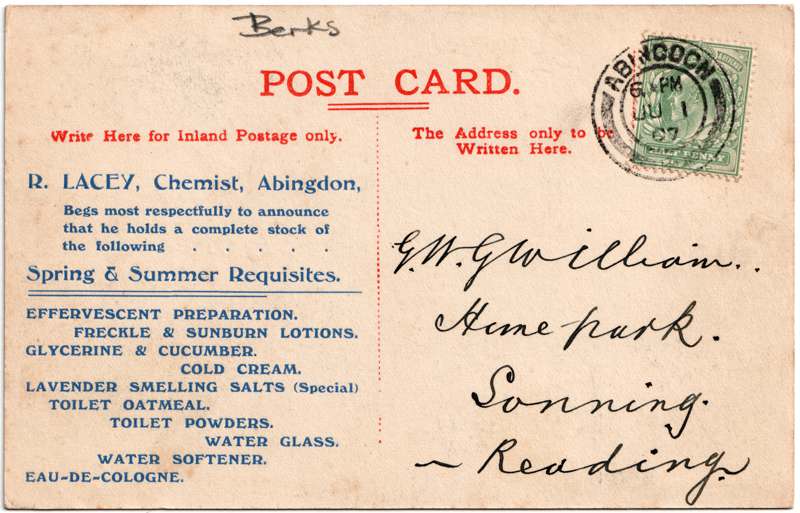 Berks
POST CARD.
Write Here for Inland Postage only.
The Address only to be
Written Here.
ABINGDON
6 PM
JU 1
07
R. LACEY, Chemist, Abingdon,
Begs most respectfully to announce
that he holds a complete stock of
the following . . . . .
Spring & Summer Requisites.
EFFERVESCENT PREPARATION.
FRECKLE & SUNBURN LOTIONS.
GLYCERINE & CUCUMBER.
COLD CREAM.
LAVENDER SMELLING SALTS (Special)
TOILET OATMEAL.
TOILET POWDERS.
WATER GLASS.
WATER SOFTENER.
EAU-DE-COLOGNE.
G. W. GWilliam..
park.
Sonning.
~ Reading